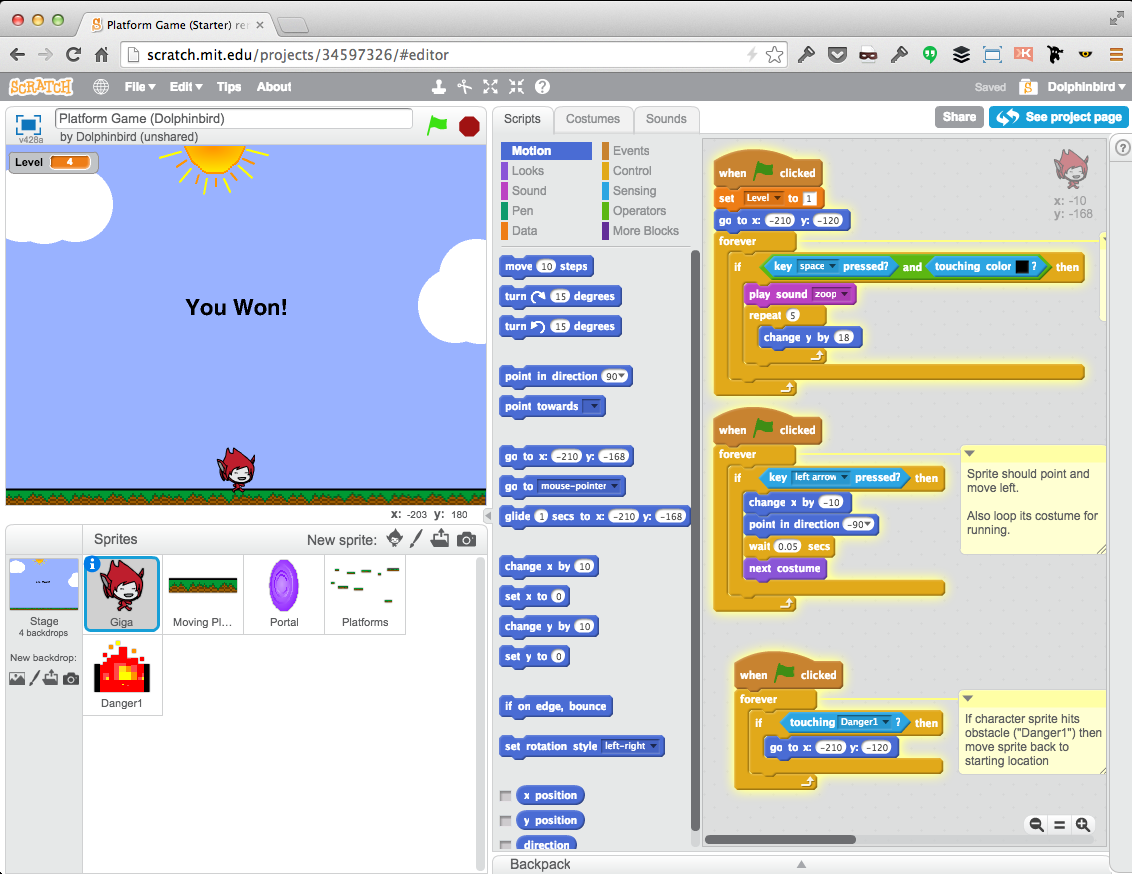 Platform Game (Starter) re
scratch.mit.edu/projects/34597326/#editor
SCRATCH File Edit Tips About Saved Dolphinbird
v428a
Platform Game (Dolphinbird)
by Dolphinbird (unshared)
Scripts Costumes Sounds
Share See project page
Level 4
You Won!
x: -203 y: 180
Motion Events
Looks Control
Sound Sensing
Pen Operators
Data More Blocks
move 10 steps
turn 15 degrees
turn 15 degrees
point in direction 90
point towards
go to x: -210 y: -168
go to mouse-pointer
glide 1 secs to x: -210 y: -168
change x by 10
set x to 0
change y by 10
set y to 0
if on edge, bounce
set rotation style left-right
x position
y position
direction
when clicked
set Level to 1
go to x: -210 y: -120
forever
if key space pressed? and touching color ? then
play sound zoop
repeat 5
change y by 18
x: -10
y: -168
when clicked
forever
if key left arrow pressed? then
change x by -10
point in direction -90
wait 0.05 secs
next costume
Sprite should point and
move left.
Also loop its costume for
running.
when clicked
forever
if touching Danger1 ? then
go to x: -210 y: -120
If character sprite hits
obstacle ("Danger1") then
move sprite back to
starting location
Sprites New sprite:
Stage
4 backdrops
New backdrop:
Giga
Moving Pl...
Portal
Platforms
Danger1
Backpack